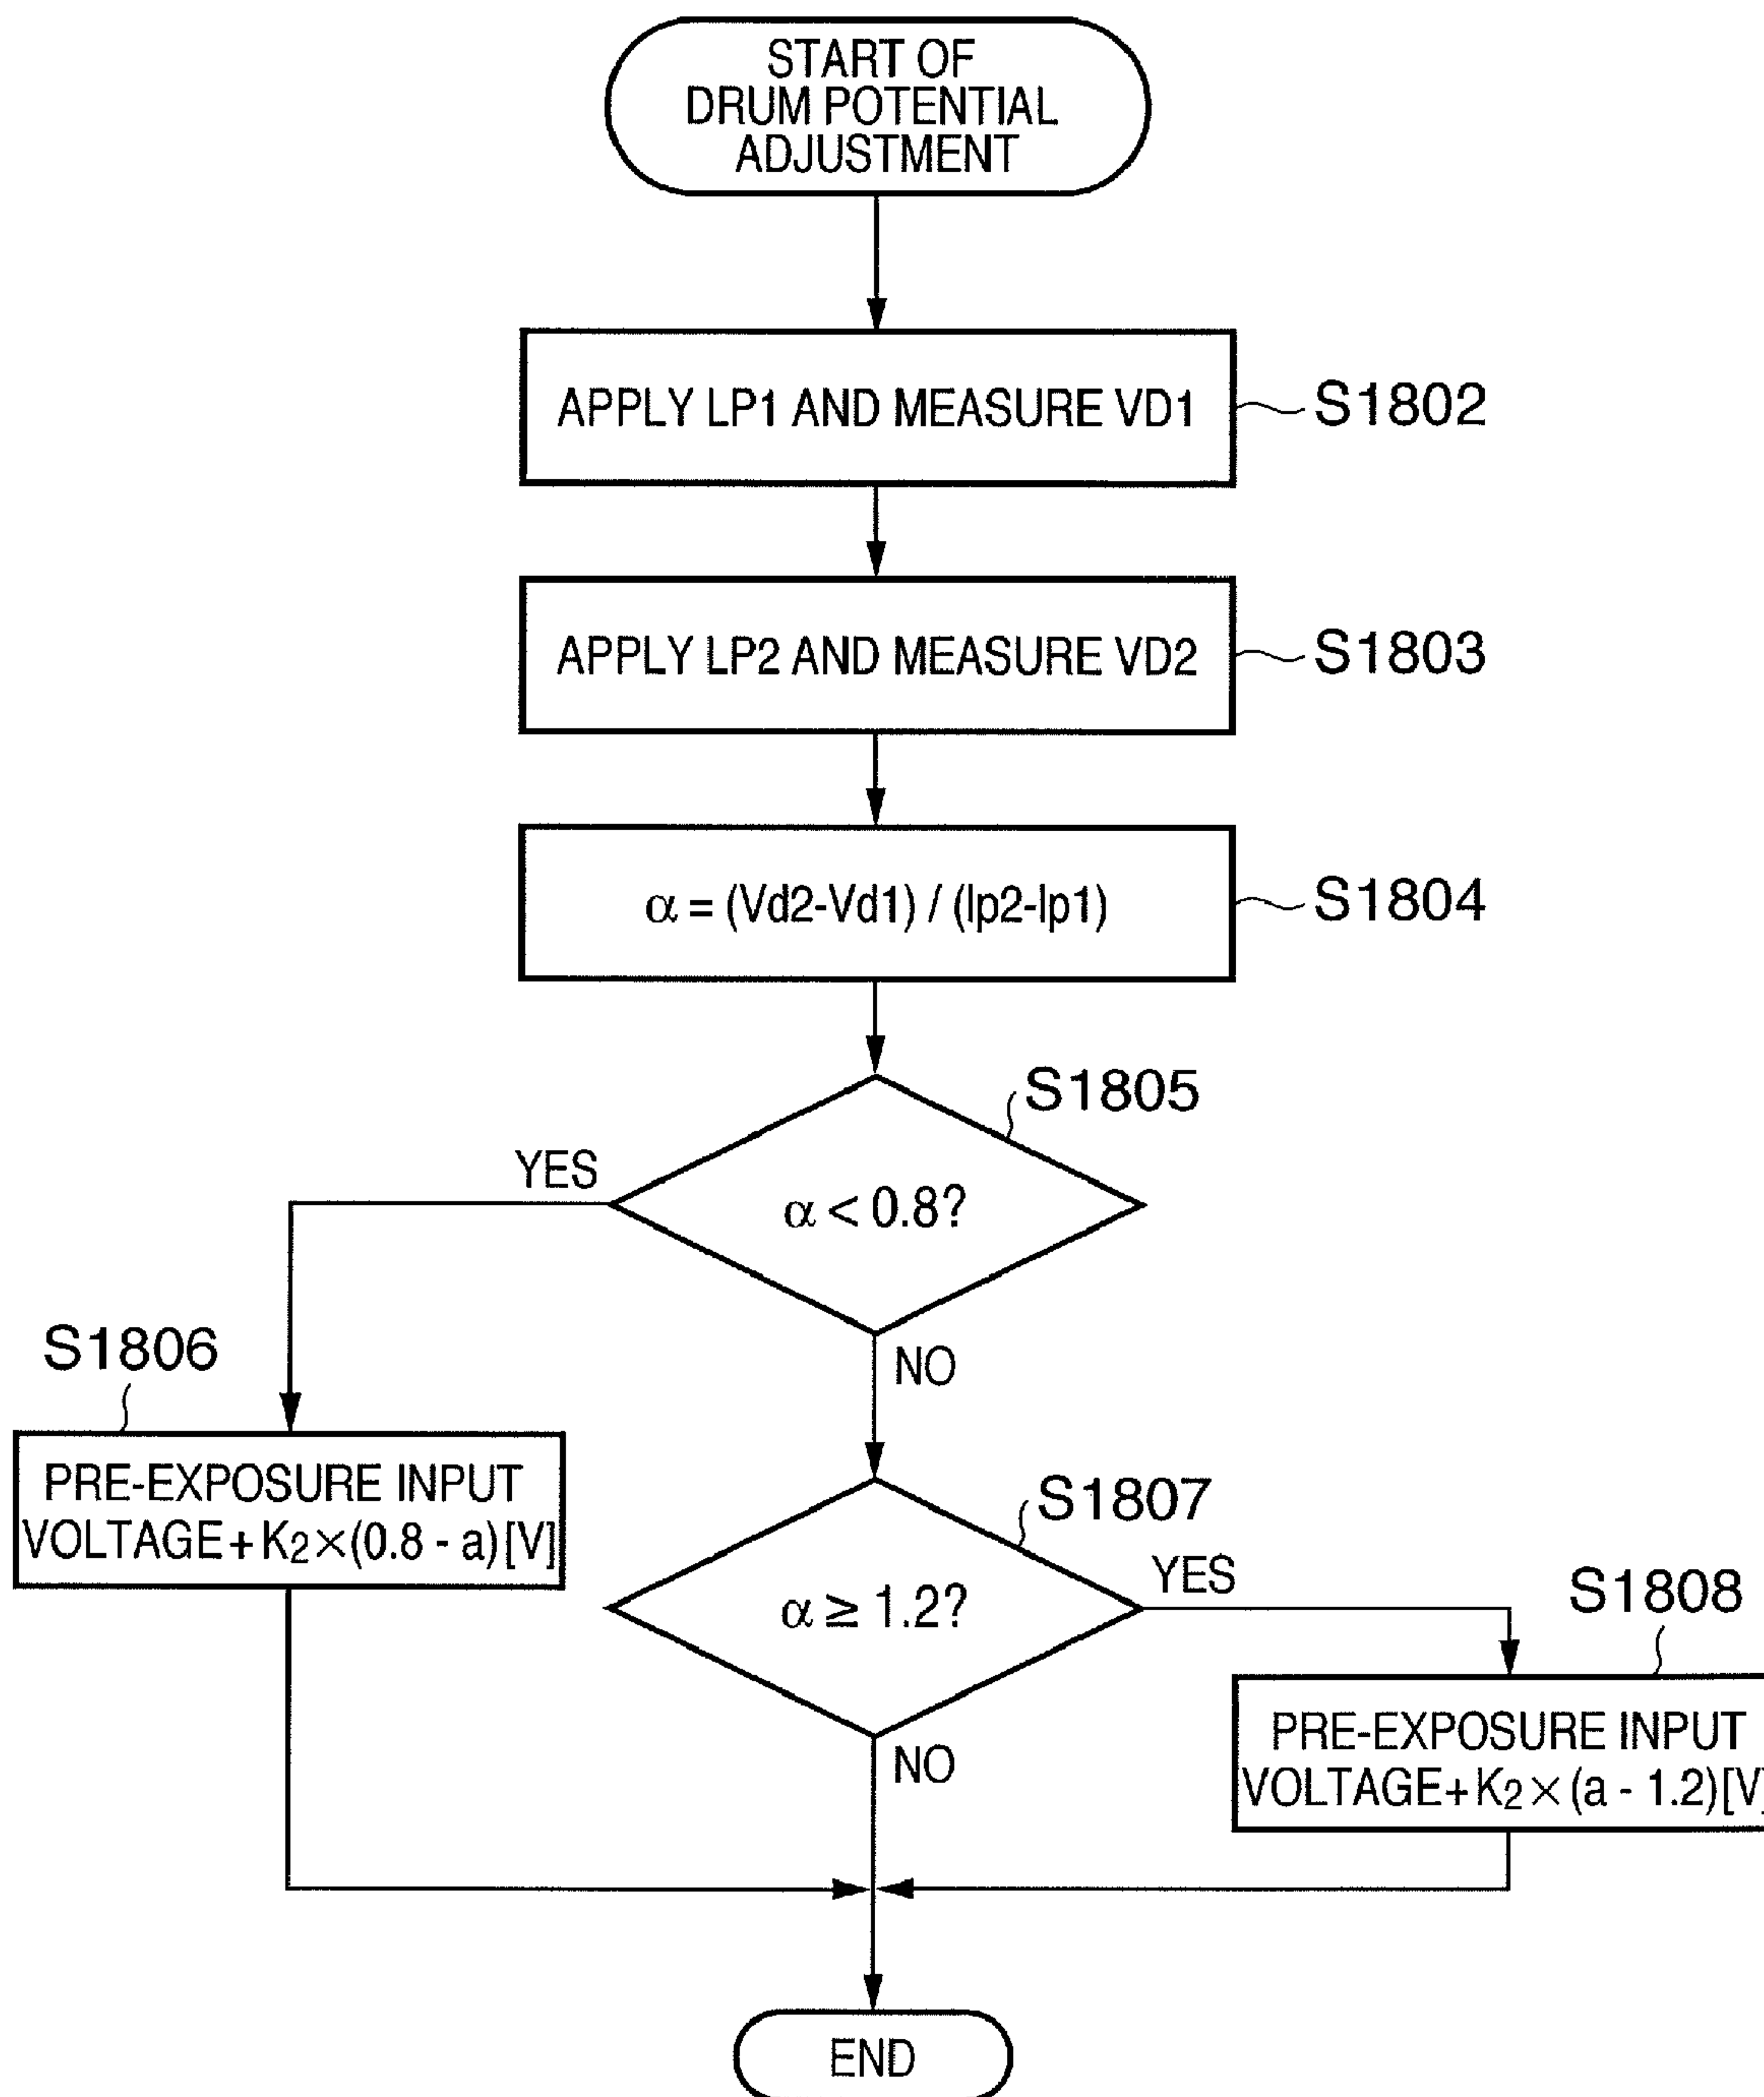 START OF
DRUM POTENTIAL
ADJUSTMENT
APPLY LP1 AND MEASURE VD1
S1802
APPLY LP2 AND MEASURE VD2
S1803
α = (Vd2-Vd1) / (lp2-lp1)
S1804
S1805
YES
α < 0.8?
NO
S1806
PRE-EXPOSURE INPUT
VOLTAGE+K₂×(0.8 - a)[V]
S1807
α ≥ 1.2?
YES
S1808
PRE-EXPOSURE INPUT
VOLTAGE+K₂×(a - 1.2)[V]
NO
END